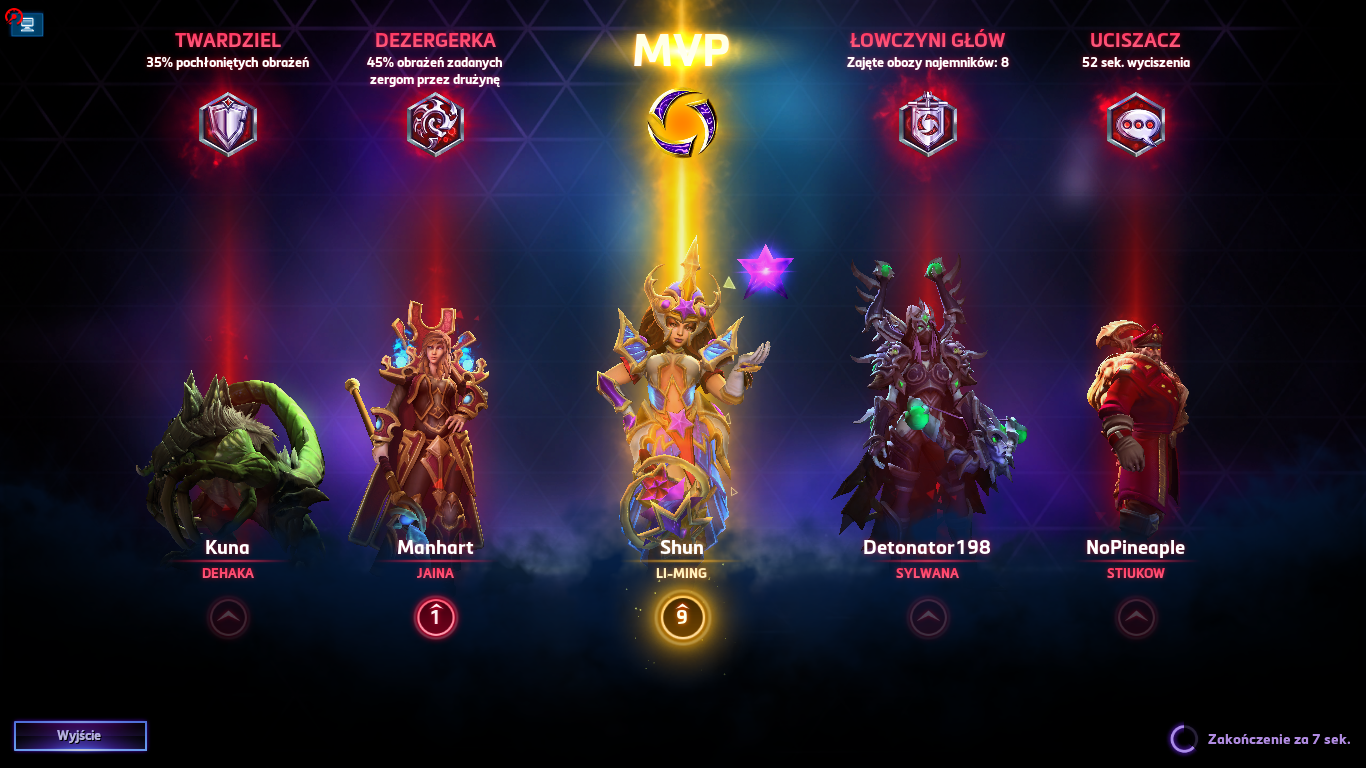 TWARDZIEL
35% pochłoniętych obrażeń
DEZERGERKA
45% obrażeń zadanych
zergom przez drużynę
MVP
ŁOWCZYNI GŁÓW
Zajęte obozy najemników: 8
UCISZACZ
52 sek. wyciszenia
Kuna
DEHAKA
Manhart
JAINA
1
Shun
LI-MING
9
Detonator198
SYLWANA
NoPineaple
STIUKOW
Wyjście
Zakończenie za 7 sek.